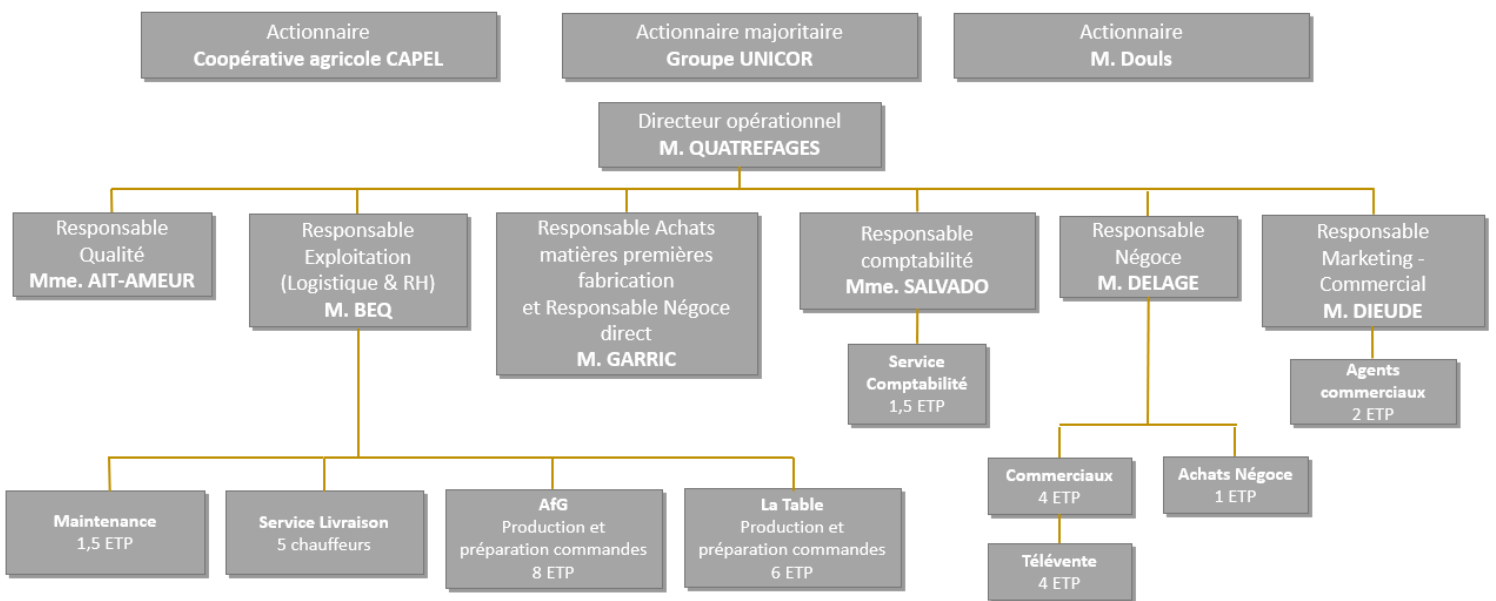 Actionnaire
Coopérative agricole CAPEL
Actionnaire majoritaire
Groupe UNICOR
Actionnaire
M. Douls
Directeur opérationnel
M. QUATREFAGES
Responsable
Qualité
Mme. AIT-AMEUR
Responsable
Exploitation
(Logistique & RH)
M. BEQ
Responsable Achats
matières premières
fabrication
et Responsable Négoce
direct
M. GARRIC
Responsable
comptabilité
Mme. SALVADO
Responsable
Négoce
M. DELAGE
Responsable
Marketing -
Commercial
M. DIEUDE
Service
Comptabilité
1,5 ETP
Agents
commerciaux
2 ETP
Maintenance
1,5 ETP
Service Livraison
5 chauffeurs
AfG
Production et
préparation commandes
8 ETP
La Table
Production et
préparation commandes
6 ETP
Commerciaux
4 ETP
Achats Négoce
1 ETP
Télévente
4 ETP